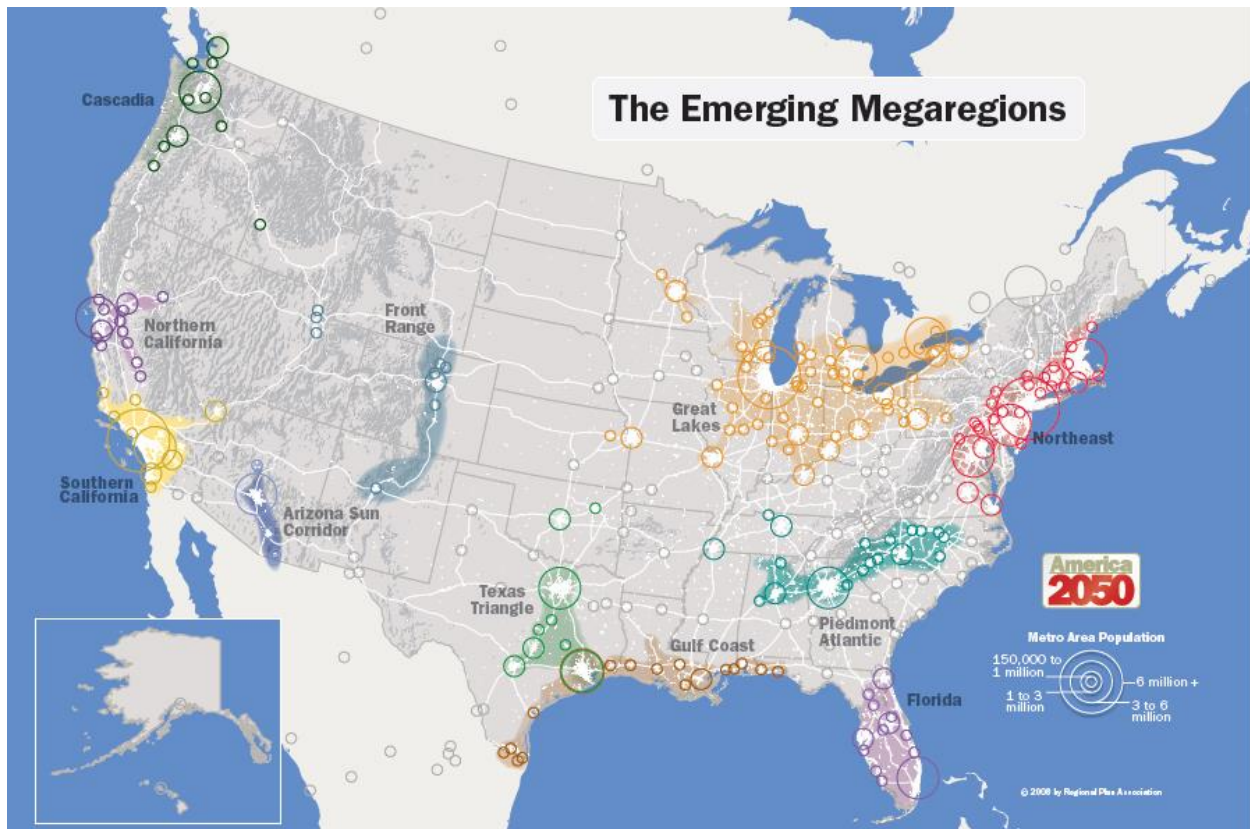 The Emerging Megaregions
Cascadia
Northern
California
Front
Range
Great
Lakes
Northeast
Southern
California
Arizona Sun
Corridor
Texas
Triangle
Piedmont
Atlantic
Gulf Coast
Florida
America
2050
Metro Area Population
150,000 to
1 million
1 to 3
million
6 million +
3 to 6
million
© 2008 by Regional Plan Association